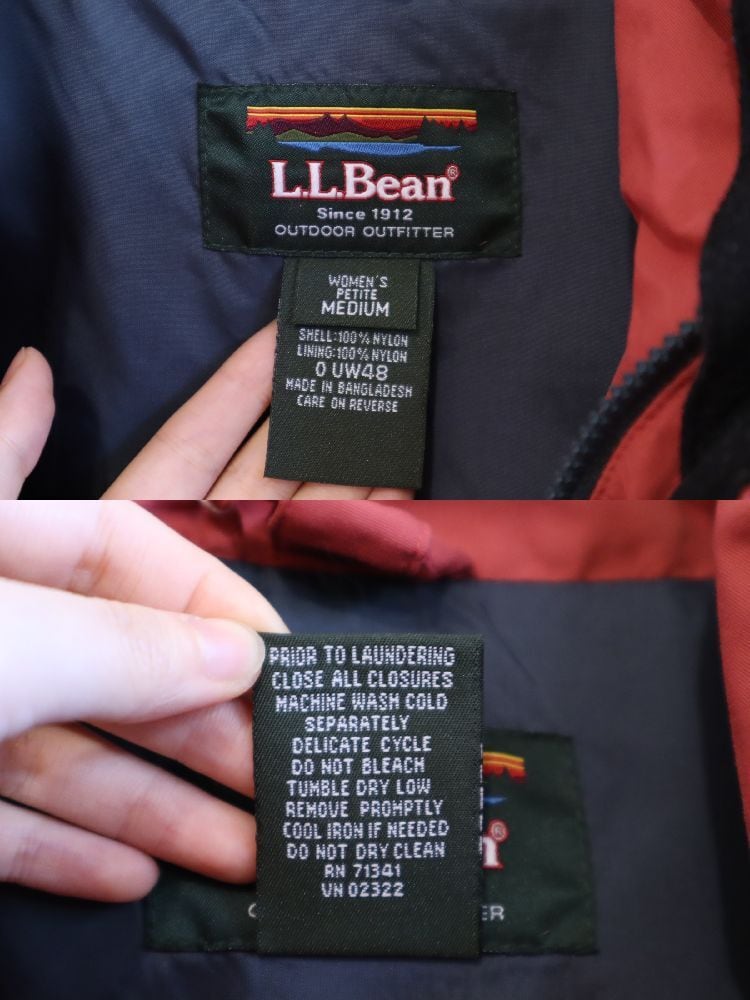 L.L.Bean®
Since 1912
OUTDOOR OUTFITTER
WOMEN'S
PETITE
MEDIUM
SHELL:100% NYLON
LINING:100% NYLON
0 UW48
MADE IN BANGLADESH
CARE ON REVERSE
PRIOR TO LAUNDERING
CLOSE ALL CLOSURES
MACHINE WASH COLD
SEPARATELY
DELICATE CYCLE
DO NOT BLEACH
TUMBLE DRY LOW
REMOVE PROMPTLY
COOL IRON IF NEEDED
DO NOT DRY CLEAN
RN 71341
VN 02322
n®
ER